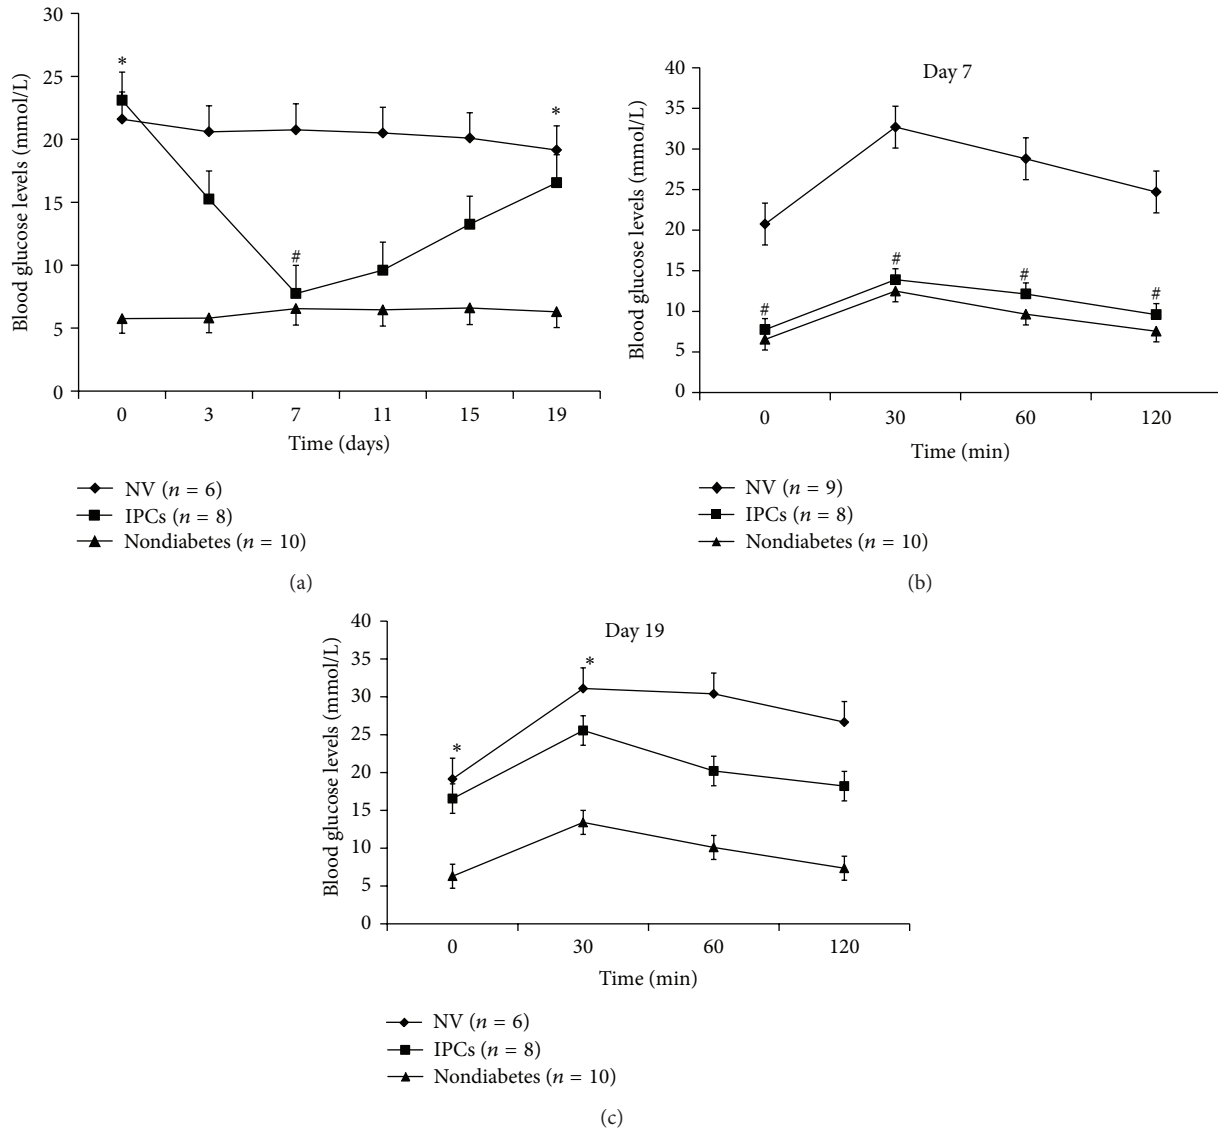 30
25
20
15
10
5
0
Blood glucose levels (mmol/L)
*
#
*
0 3 7 11 15 19
Time (days)
NV (n = 6)
IPCs (n = 8)
Nondiabetes (n = 10)
(a)
Day 7
40
35
30
25
20
15
10
5
0
Blood glucose levels (mmol/L)
# # # #
0 30 60 120
Time (min)
NV (n = 9)
IPCs (n = 8)
Nondiabetes (n = 10)
(b)
Day 19
40
35
30
25
20
15
10
5
0
Blood glucose levels (mmol/L)
* *
0 30 60 120
Time (min)
NV (n = 6)
IPCs (n = 8)
Nondiabetes (n = 10)
(c)